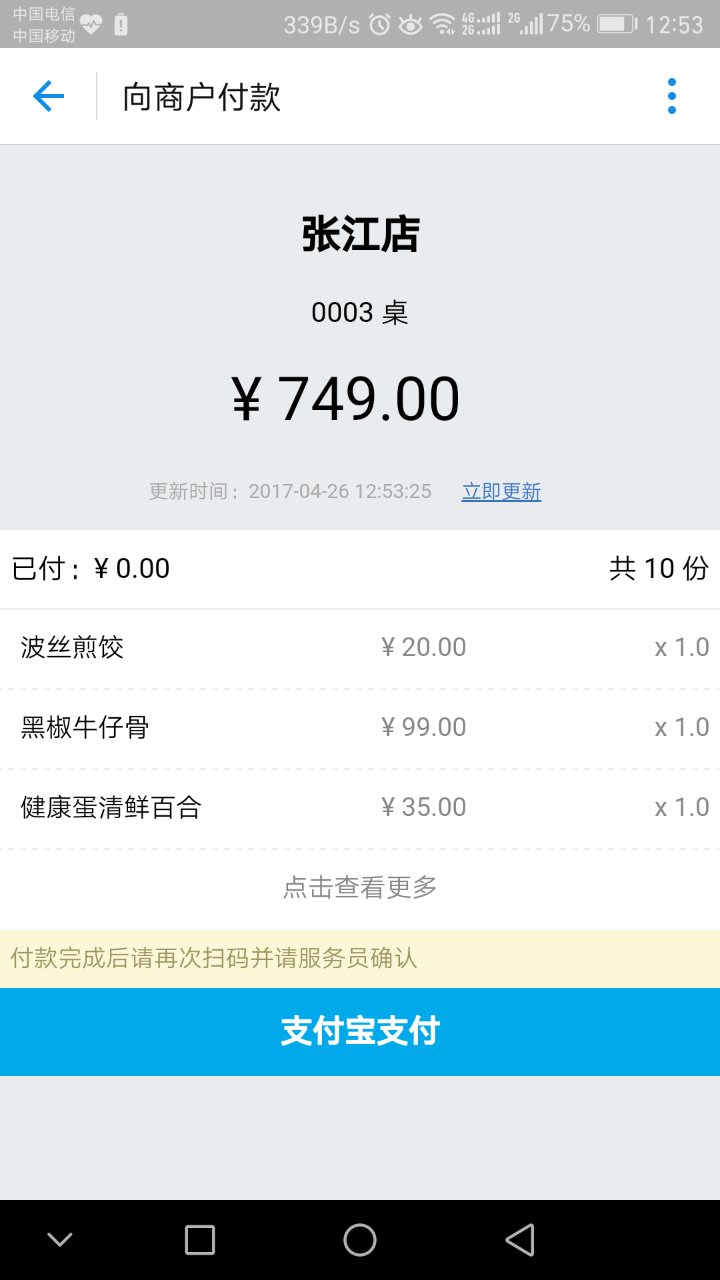 中国电信
中国移动
339B/s 4G 2G 2G 75% 12:53
向商户付款
张江店
0003 桌
¥ 749.00
更新时间：2017-04-26 12:53:25 立即更新
已付：¥ 0.00 共 10 份
波丝煎饺 ¥ 20.00 x 1.0
黑椒牛仔骨 ¥ 99.00 x 1.0
健康蛋清鲜百合 ¥ 35.00 x 1.0
点击查看更多
付款完成后请再次扫码并请服务员确认
支付宝支付